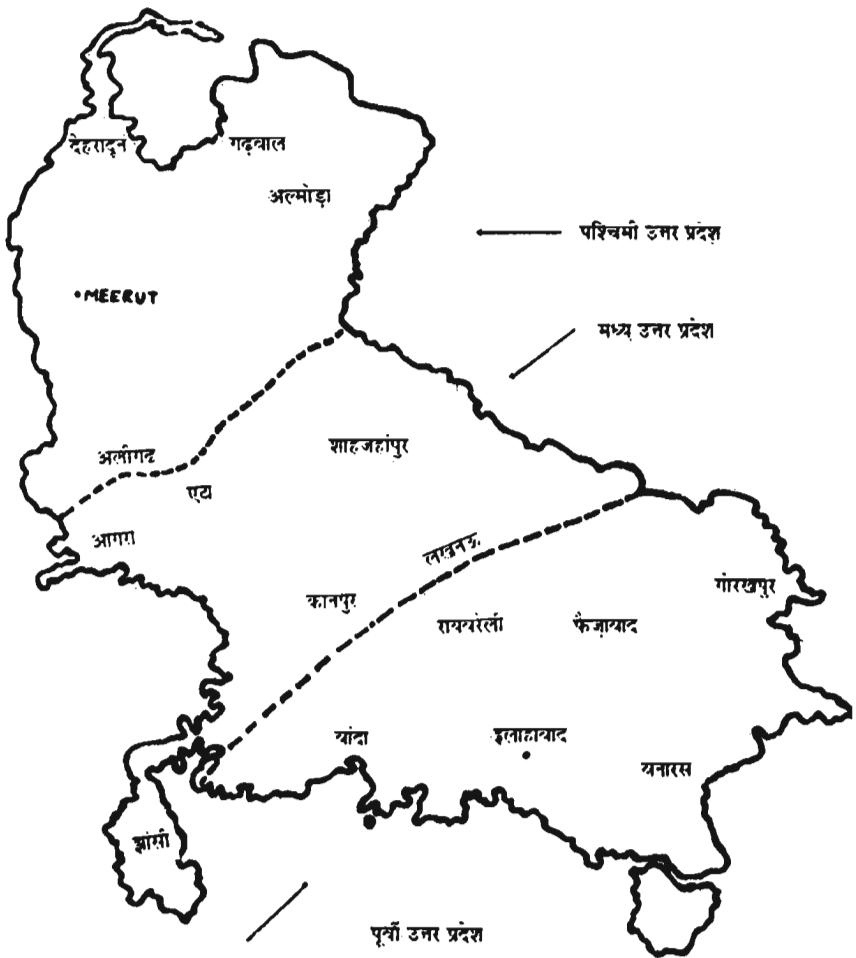 देहरादून
गढ़वाल
अल्मोड़ा
पश्चिमी उत्तर प्रदेश
MEERUT
मध्य उत्तर प्रदेश
अलीगढ
शाहजहांपुर
एटा
आगरा
लखनऊ
कानपुर
गोरखपुर
रायबरेली
फैज़ाबाद
बांदा
इलाहाबाद
बनारस
झांसी
पूर्वी उत्तर प्रदेश